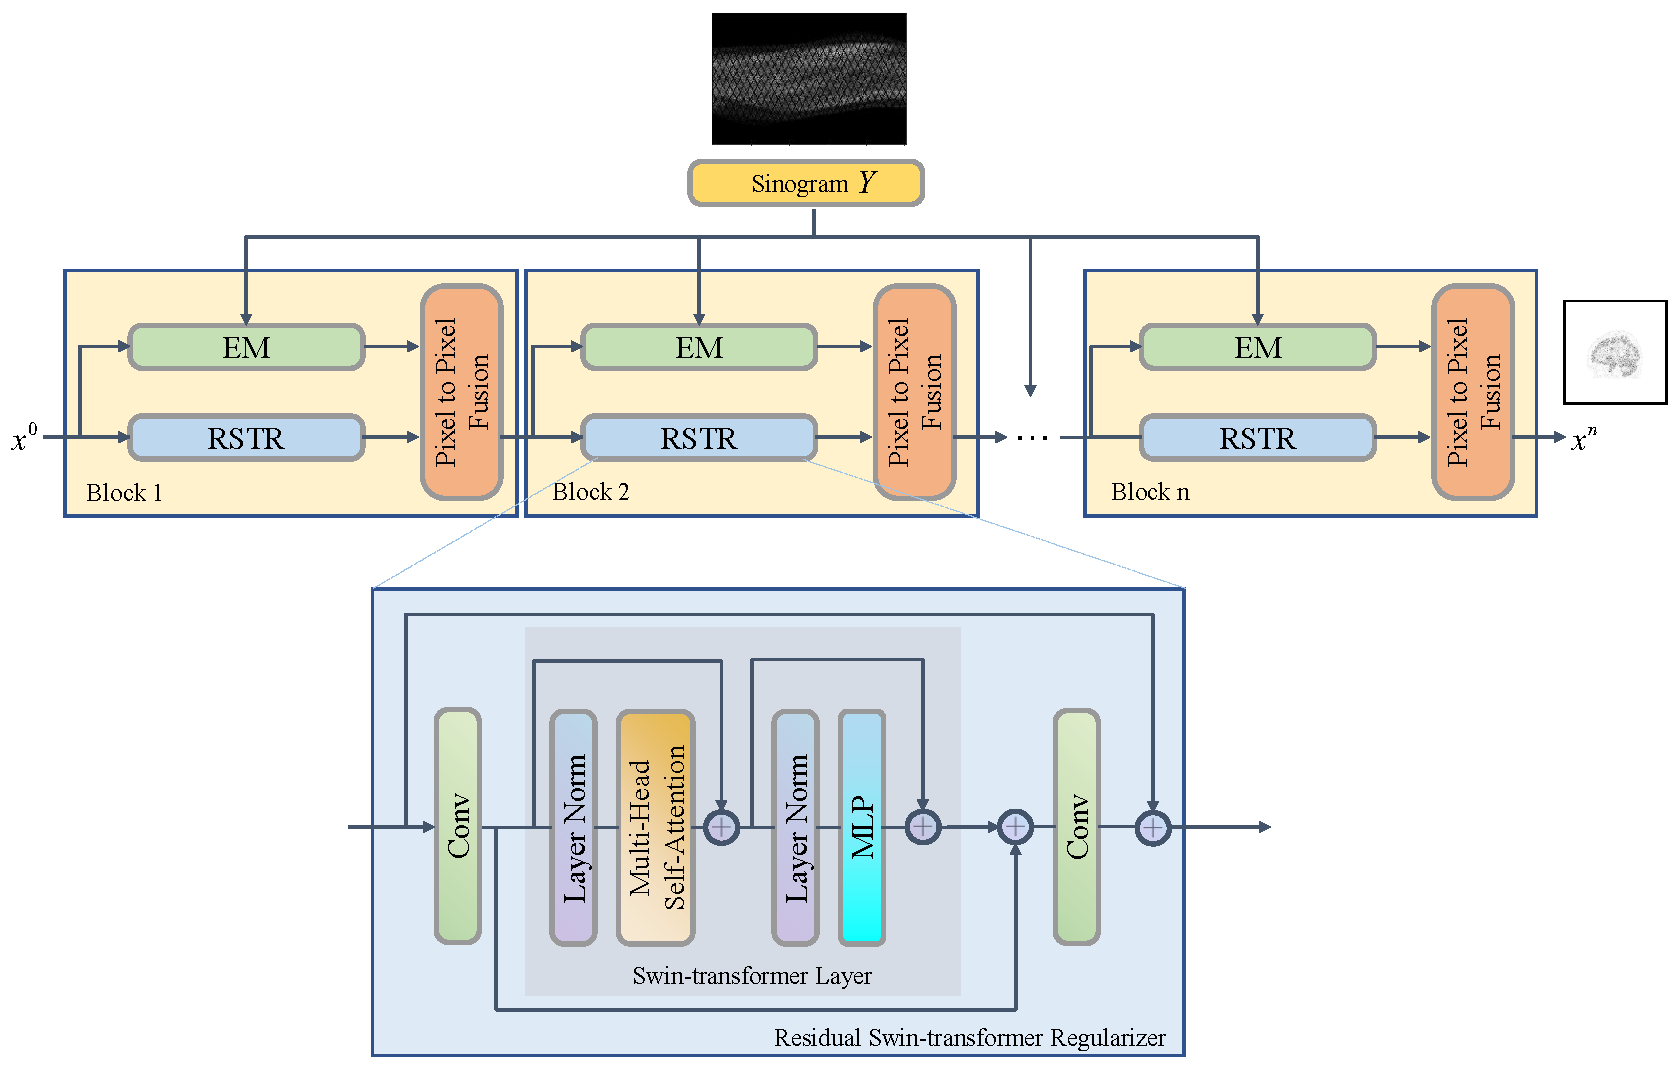 Sinogram Y
EM
EM
EM
Pixel to Pixel
Fusion
Pixel to Pixel
Fusion
Pixel to Pixel
Fusion
x⁰
RSTR
RSTR
...
RSTR
xⁿ
Block 1
Block 2
Block n
Conv
Layer Norm
Multi-Head
Self-Attention
+
Layer Norm
MLP
+
+
Conv
+
Swin-transformer Layer
Residual Swin-transformer Regularizer